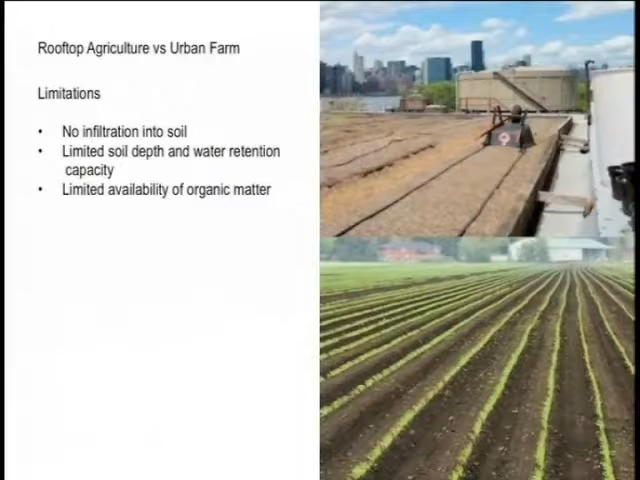 Rooftop Agriculture vs Urban Farm
Limitations
• No infiltration into soil
• Limited soil depth and water retention
capacity
• Limited availability of organic matter